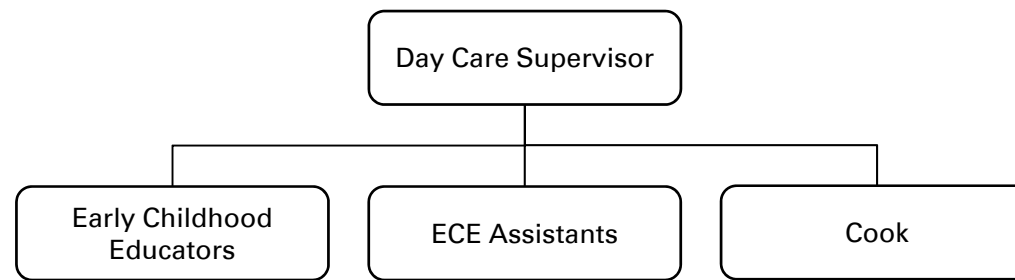 Day Care Supervisor
Early Childhood
Educators
ECE Assistants
Cook